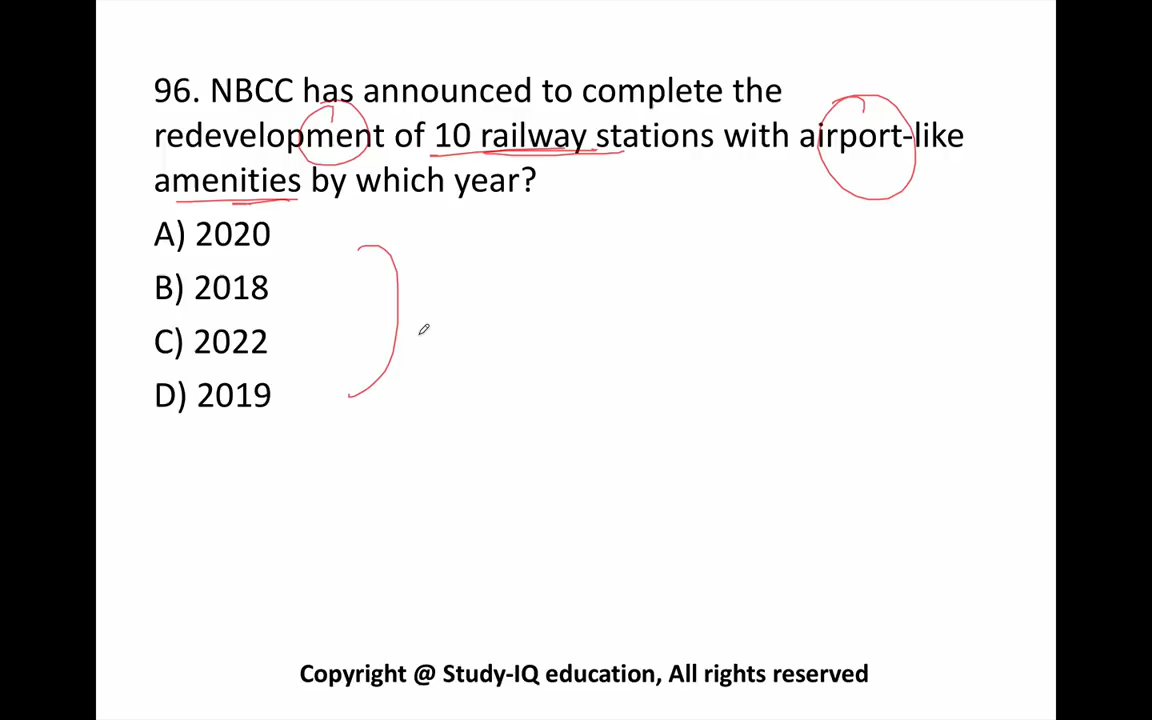 96. NBCC has announced to complete the
redevelopment of 10 railway stations with airport-like
amenities by which year?
A) 2020
B) 2018
C) 2022
D) 2019
Copyright @ Study-IQ education, All rights reserved